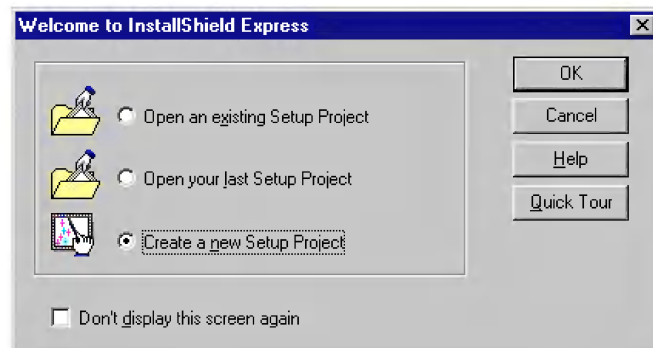 Welcome to InstallShield Express
Open an existing Setup Project
Open your last Setup Project
Create a new Setup Project
Don't display this screen again
OK
Cancel
Help
Quick Tour